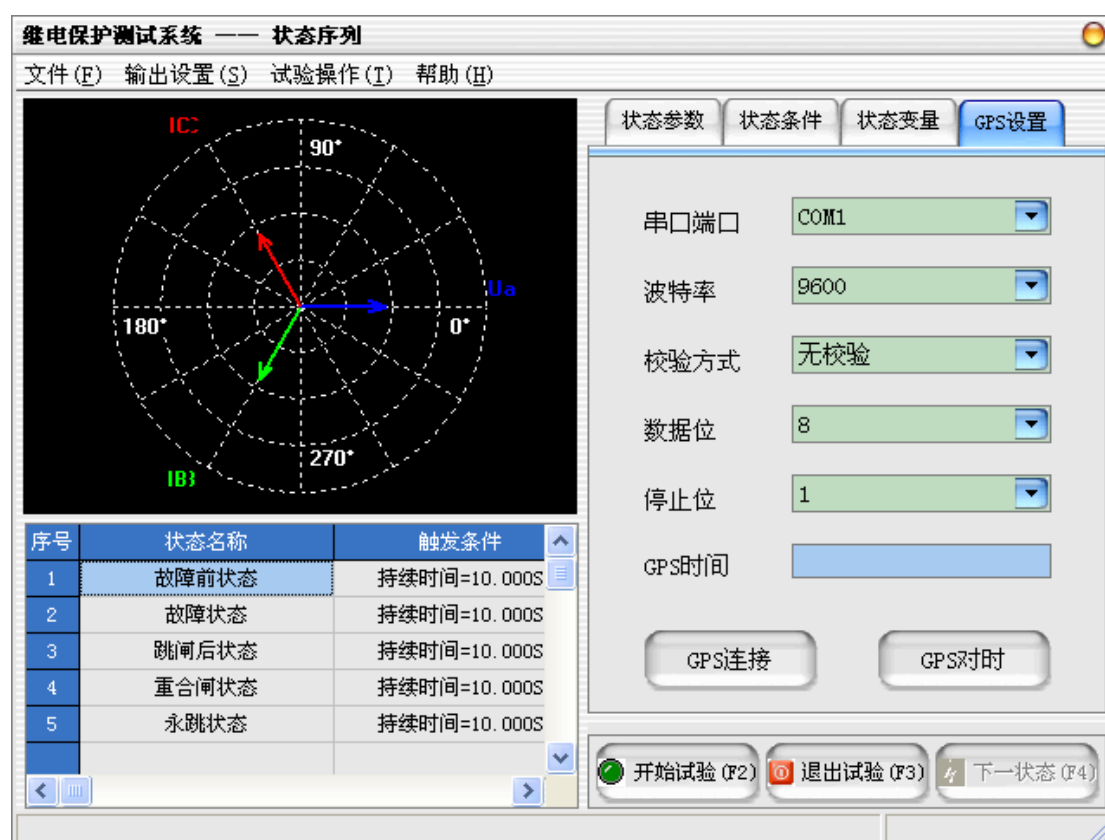 继电保护测试系统 —— 状态序列
文件(F) 输出设置(S) 试验操作(T) 帮助(H)
90°
180°
0°
270°
Ua
序号 状态名称 触发条件
1 故障前状态 持续时间=10.000S
2 故障状态 持续时间=10.000S
3 跳闸后状态 持续时间=10.000S
4 重合闸状态 持续时间=10.000S
5 永跳状态 持续时间=10.000S
状态参数 状态条件 状态变量 GPS设置
串口端口 COM1
波特率 9600
校验方式 无校验
数据位 8
停止位 1
GPS时间
GPS连接 GPS对时
开始试验(F2) 退出试验(F3) 下一状态(F4)